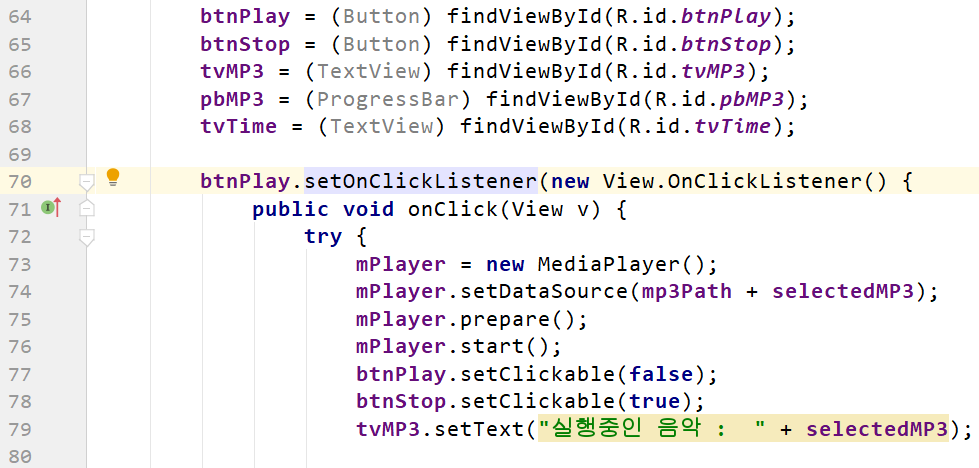 64 btnPlay = (Button) findViewById(R.id.btnPlay);
65 btnStop = (Button) findViewById(R.id.btnStop);
66 tvMP3 = (TextView) findViewById(R.id.tvMP3);
67 pbMP3 = (ProgressBar) findViewById(R.id.pbMP3);
68 tvTime = (TextView) findViewById(R.id.tvTime);
69
70 btnPlay.setOnClickListener(new View.OnClickListener() {
71 public void onClick(View v) {
72 try {
73 mPlayer = new MediaPlayer();
74 mPlayer.setDataSource(mp3Path + selectedMP3);
75 mPlayer.prepare();
76 mPlayer.start();
77 btnPlay.setClickable(false);
78 btnStop.setClickable(true);
79 tvMP3.setText("실행중인 음악 :  " + selectedMP3);
80